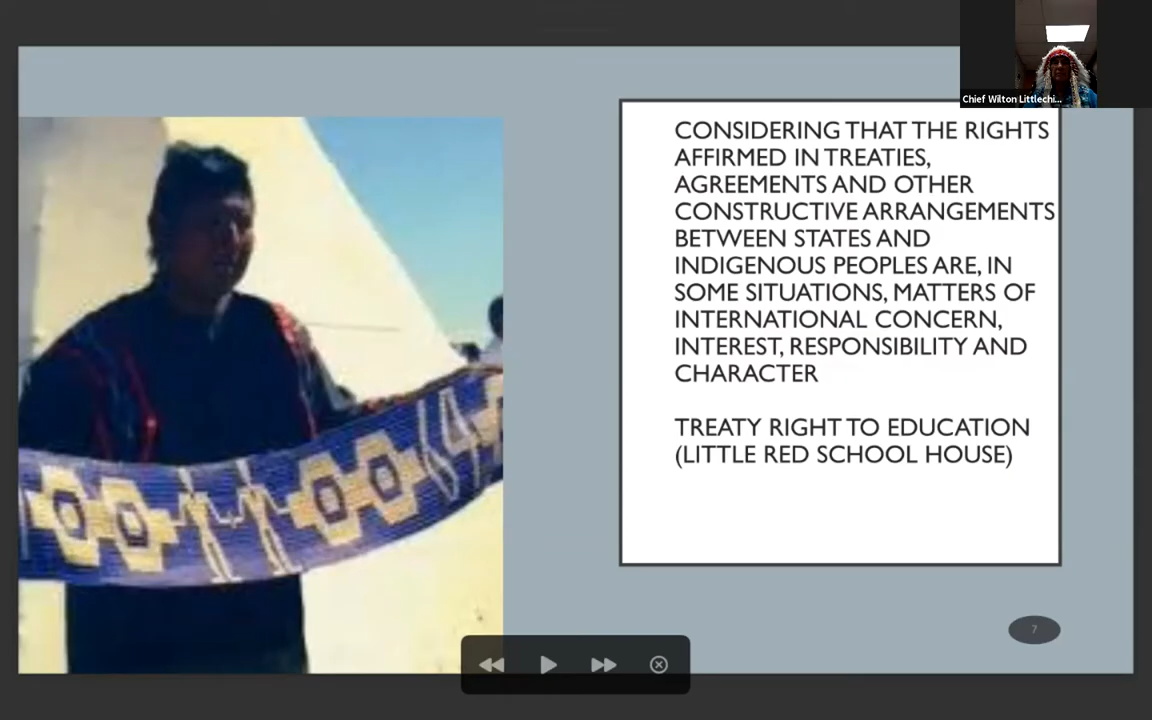 Chief Wilton Littlechi...
CONSIDERING THAT THE RIGHTS
AFFIRMED IN TREATIES,
AGREEMENTS AND OTHER
CONSTRUCTIVE ARRANGEMENTS
BETWEEN STATES AND
INDIGENOUS PEOPLES ARE, IN
SOME SITUATIONS, MATTERS OF
INTERNATIONAL CONCERN,
INTEREST, RESPONSIBILITY AND
CHARACTER
TREATY RIGHT TO EDUCATION
(LITTLE RED SCHOOL HOUSE)
7